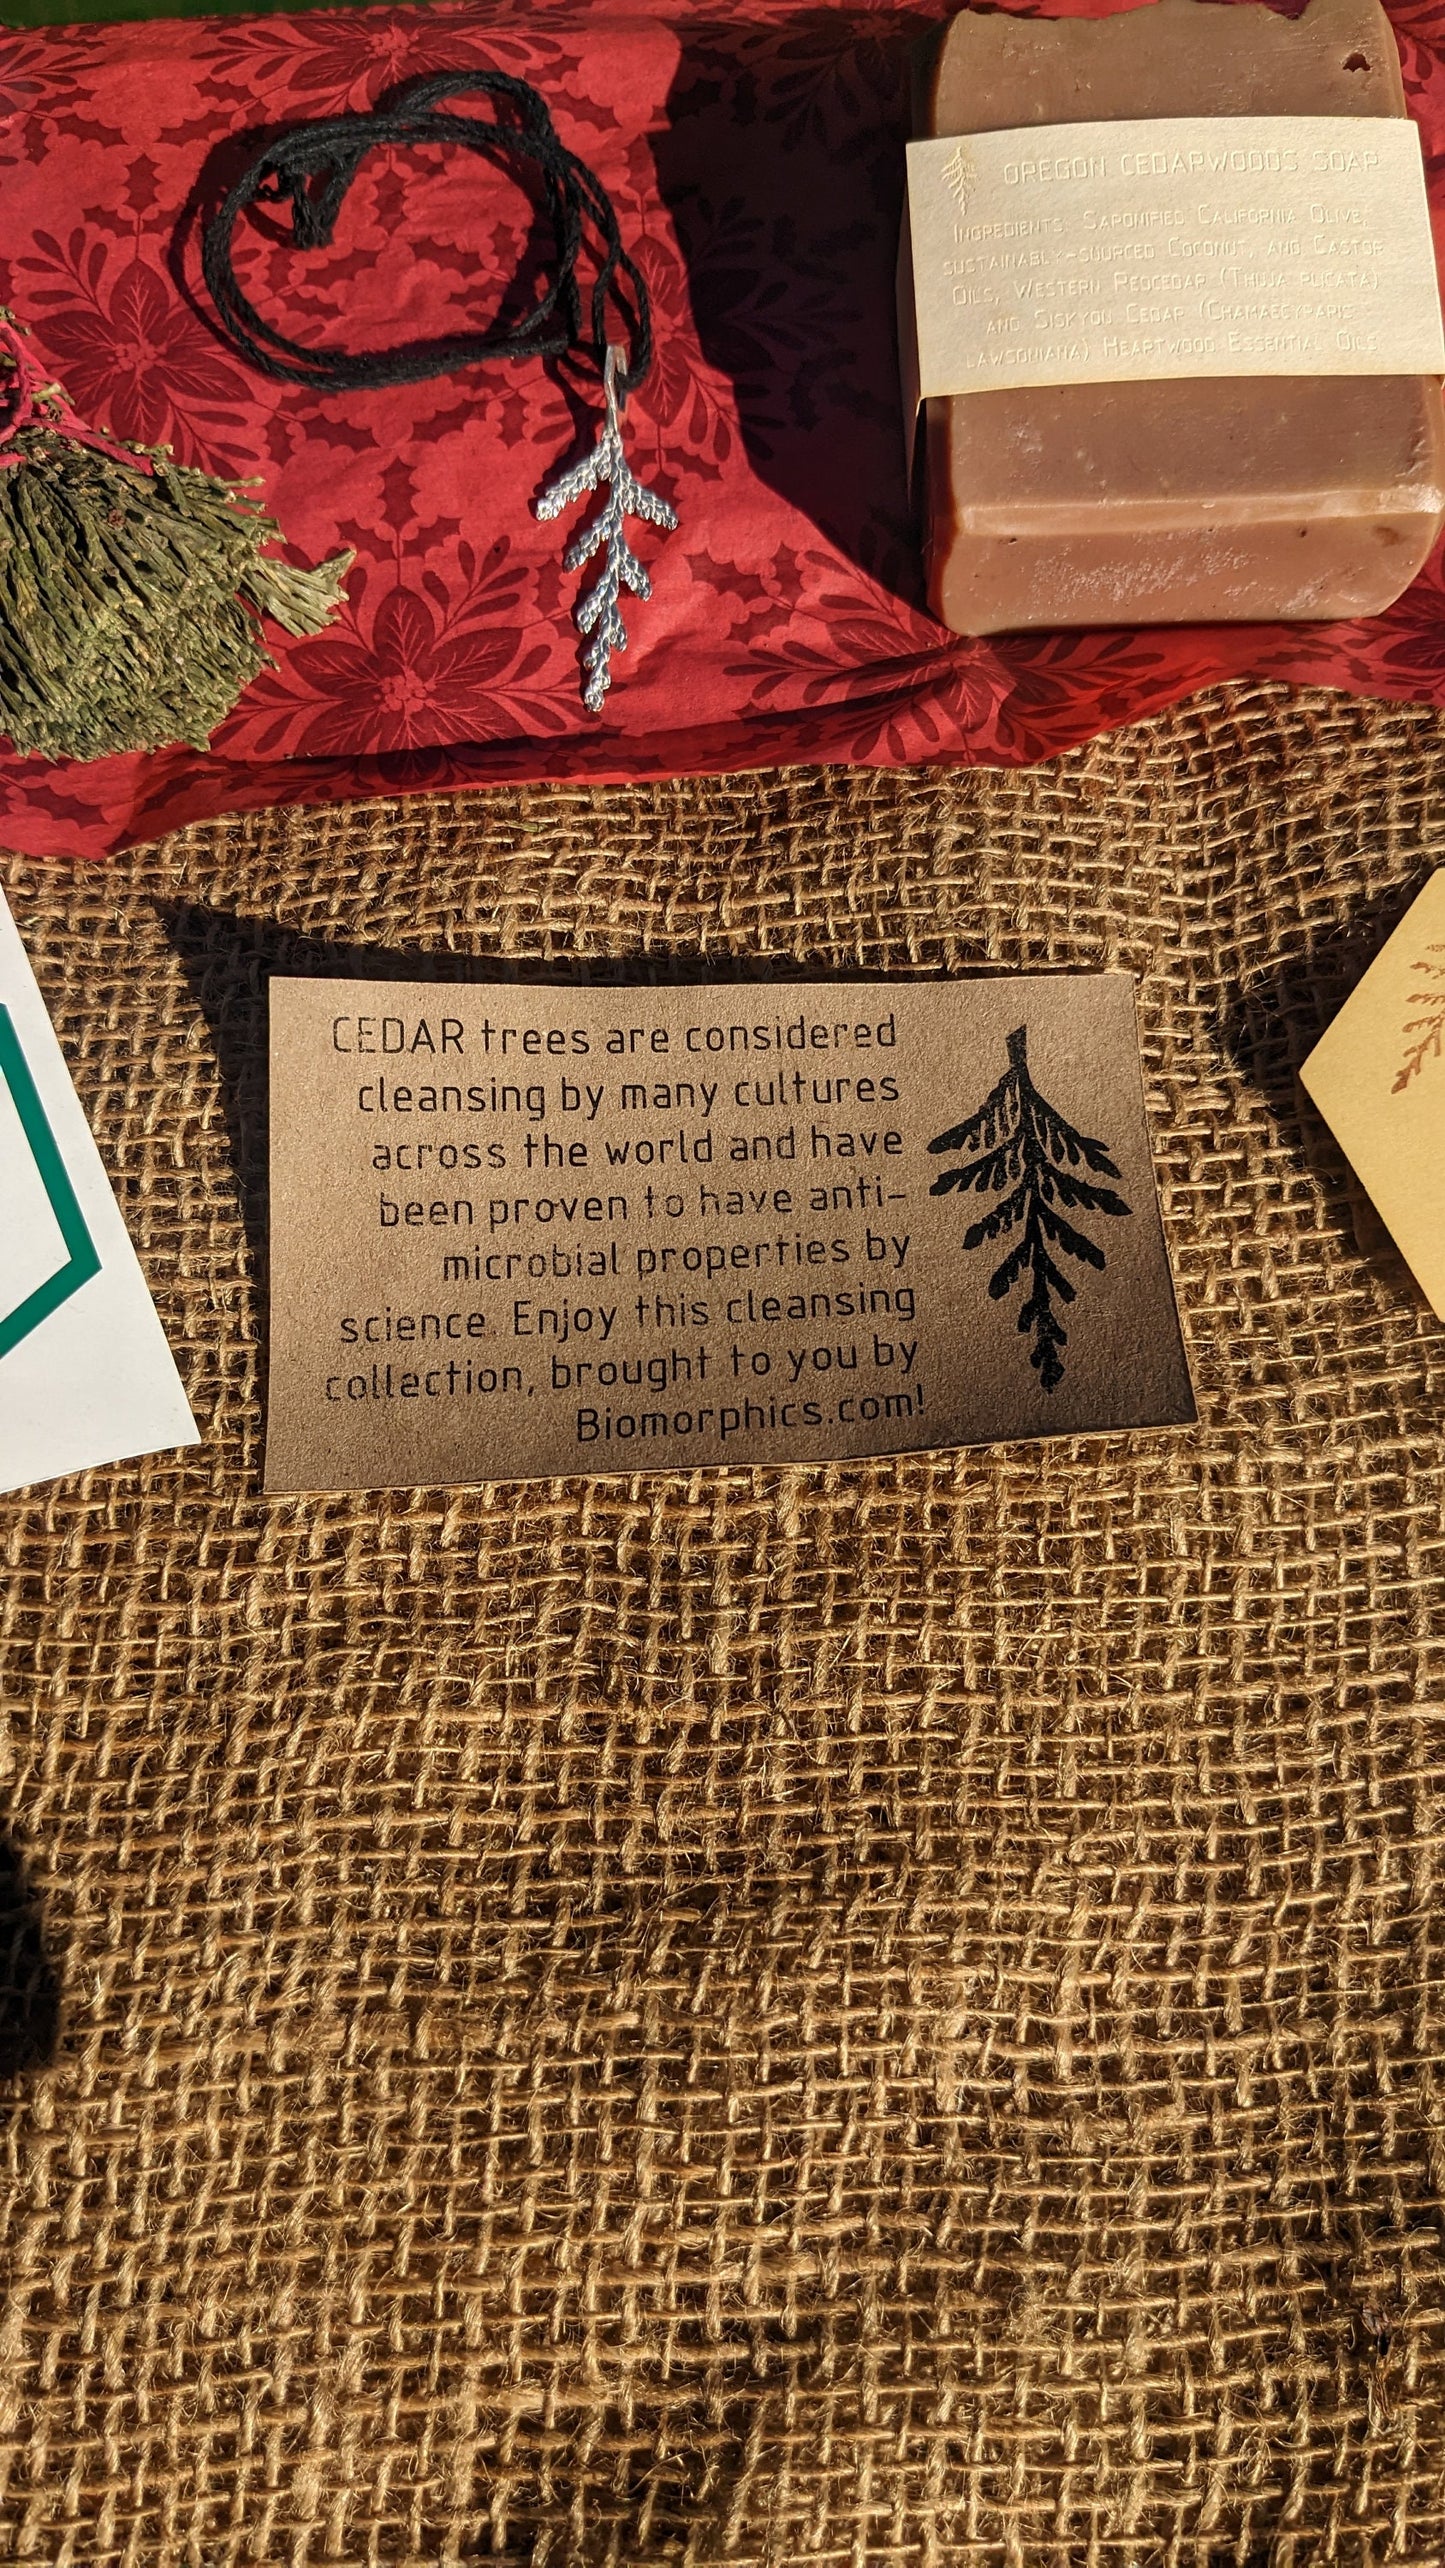 OREGON CEDARWOODS SOAP
INGREDIENTS: SAPONIFIED CALIFORNIA OLIVE,
SUSTAINABLY-SOURCED COCONUT, AND CASTOR
OILS, WESTERN REDCEDAR (THUJA PLICATA)
AND SISKYOU CEDAR (CHAMAECYPARIS
LAWSONIANA) HEARTWOOD ESSENTIAL OILS
CEDAR trees are considered
cleansing by many cultures
across the world and have
been proven to have anti-
microbial properties by
science. Enjoy this cleansing
collection, brought to you by
Biomorphics.com!